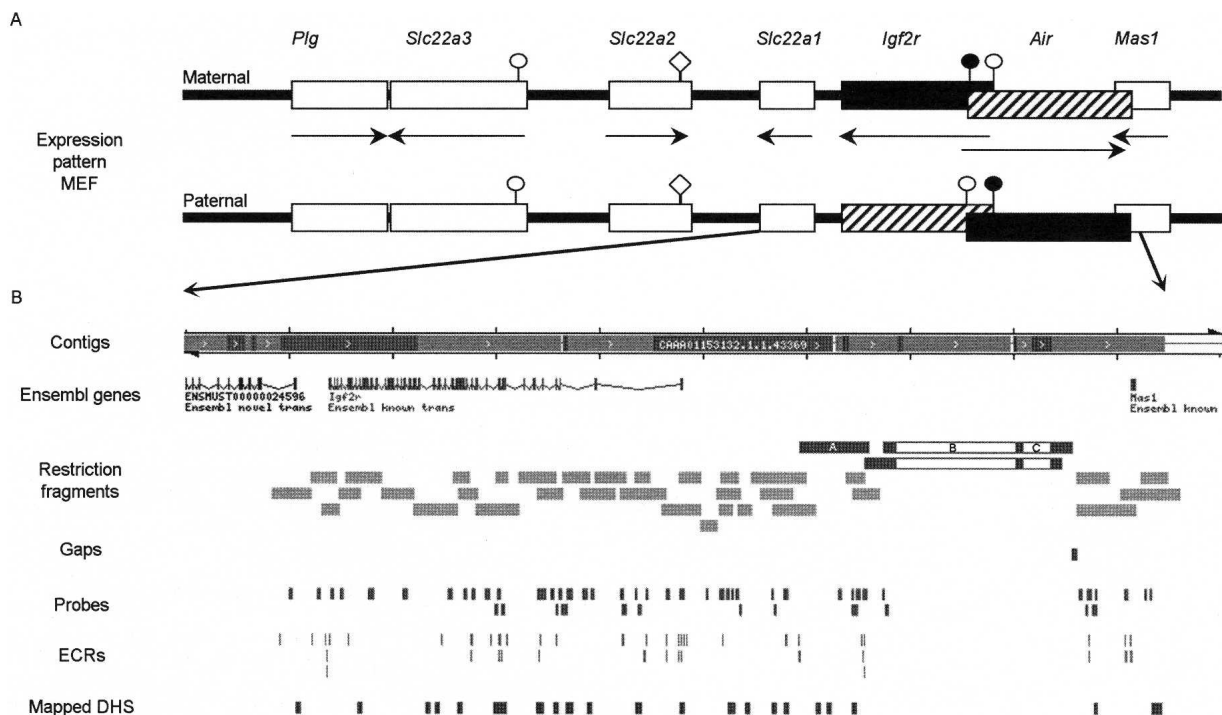 A
Plg Slc22a3 Slc22a2 Slc22a1 Igf2r Air Mas1
Maternal
Expression
pattern
MEF
Paternal
B
Contigs
CAAA01153132.1.1.43369
Ensembl genes
ENSMUST00000024596 Igf2r Mas1
Ensembl novel trans Ensembl known trans Ensembl known
A B C
Restriction
fragments
Gaps
Probes
ECRs
Mapped DHS